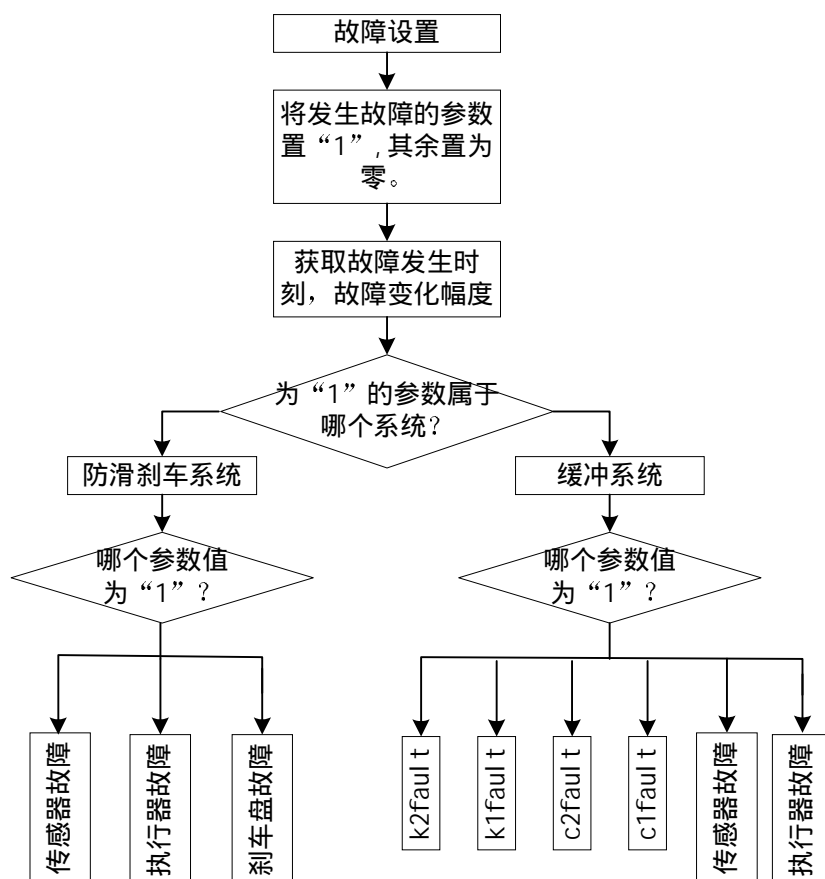 故障设置
将发生故障的参数
置“1”,其余置为
零。
获取故障发生时
刻，故障变化幅度
为“1”的参数属于
哪个系统?
防滑刹车系统
缓冲系统
哪个参数值
为“1”？
哪个参数值
为“1”？
传感器故障
执行器故障
刹车盘故障
k2fault
k1fault
c2fault
c1fault
传感器故障
执行器故障